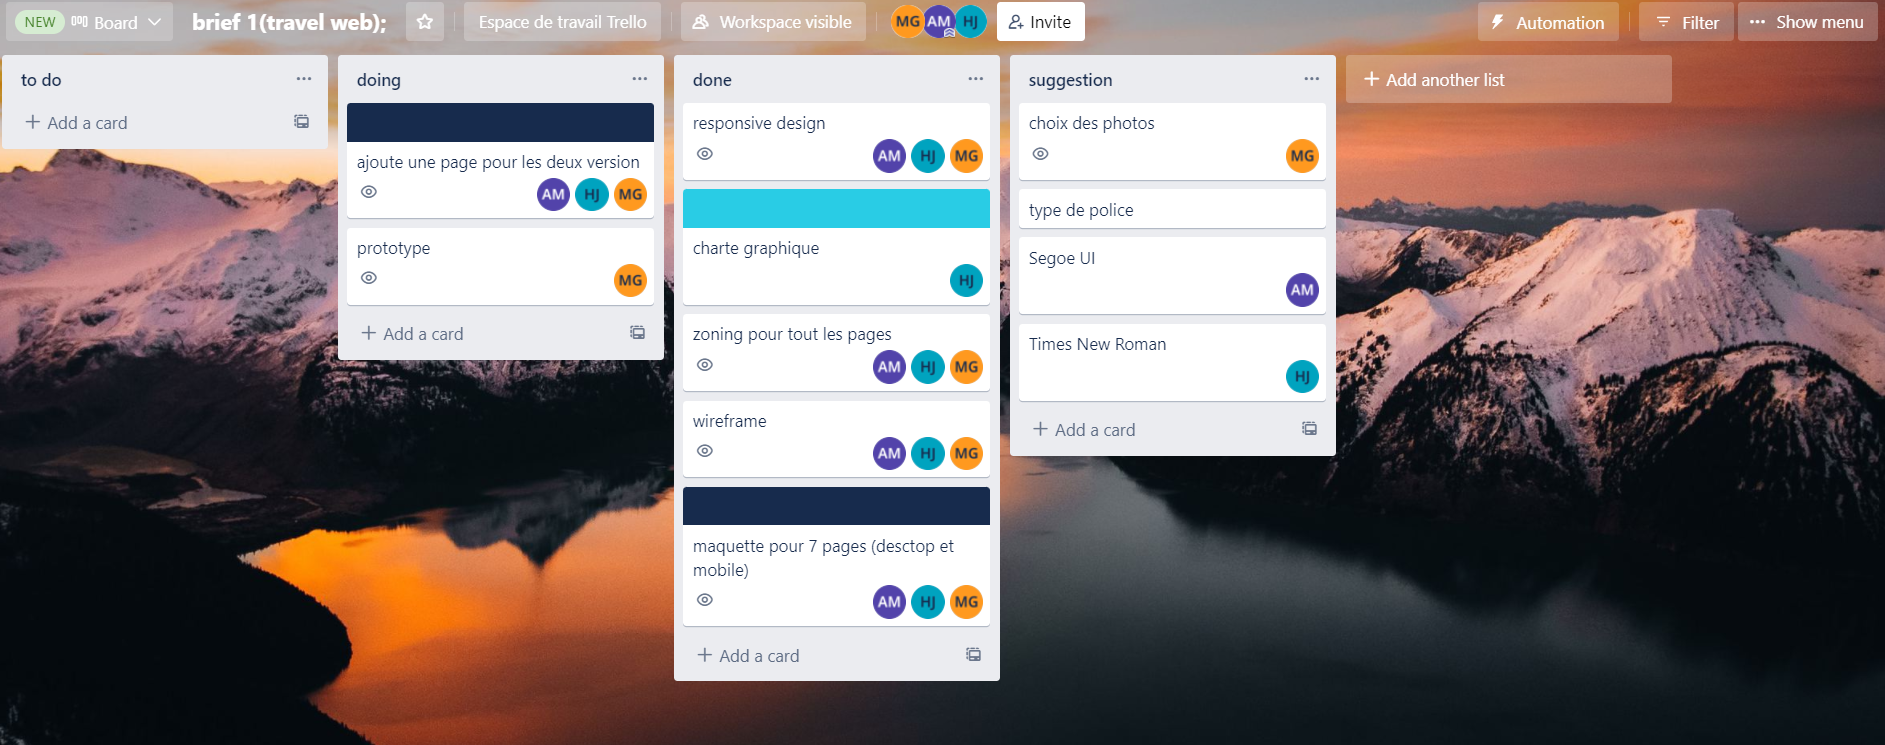 NEW Board brief 1(travel web); Espace de travail Trello Workspace visible MG AM HJ Invite Automation Filter Show menu
to do
Add a card
doing
ajoute une page pour les deux version
AM HJ MG
prototype
MG
Add a card
done
responsive design
AM HJ MG
charte graphique
HJ
zoning pour tout les pages
AM HJ MG
wireframe
AM HJ MG
maquette pour 7 pages (desctop et
mobile)
AM HJ MG
Add a card
suggestion
choix des photos
MG
type de police
Segoe UI
AM
Times New Roman
HJ
Add a card
Add another list